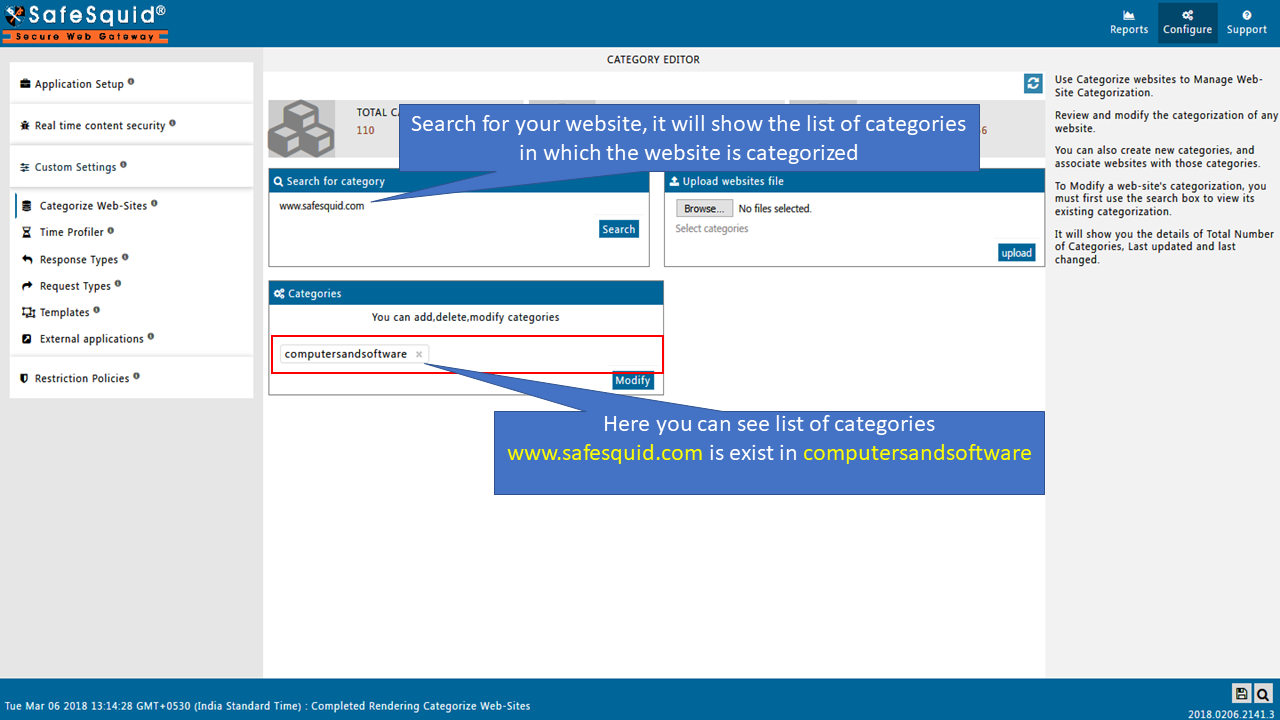 SafeSquid®
Secure Web Gateway
Reports
Configure
Support
Application Setup
Real time content security
Custom Settings
Categorize Web-Sites
Time Profiler
Response Types
Request Types
Templates
External applications
Restriction Policies
CATEGORY EDITOR
TOTAL CA
110
6
Search for your website, it will show the list of categories
in which the website is categorized
Search for category
www.safesquid.com
Search
Upload websites file
Browse... No files selected.
Select categories
upload
Categories
You can add,delete,modify categories
computersandsoftware ×
Modify
Here you can see list of categories
www.safesquid.com is exist in computersandsoftware
Use Categorize websites to Manage Web-
Site Categorization.
Review and modify the categorization of any
website.
You can also create new categories, and
associate websites with those categories.
To Modify a web-site's categorization, you
must first use the search box to view its
existing categorization.
It will show you the details of Total Number
of Categories, Last updated and last
changed.
Tue Mar 06 2018 13:14:28 GMT+0530 (India Standard Time) : Completed Rendering Categorize Web-Sites
2018.0206.2141.3